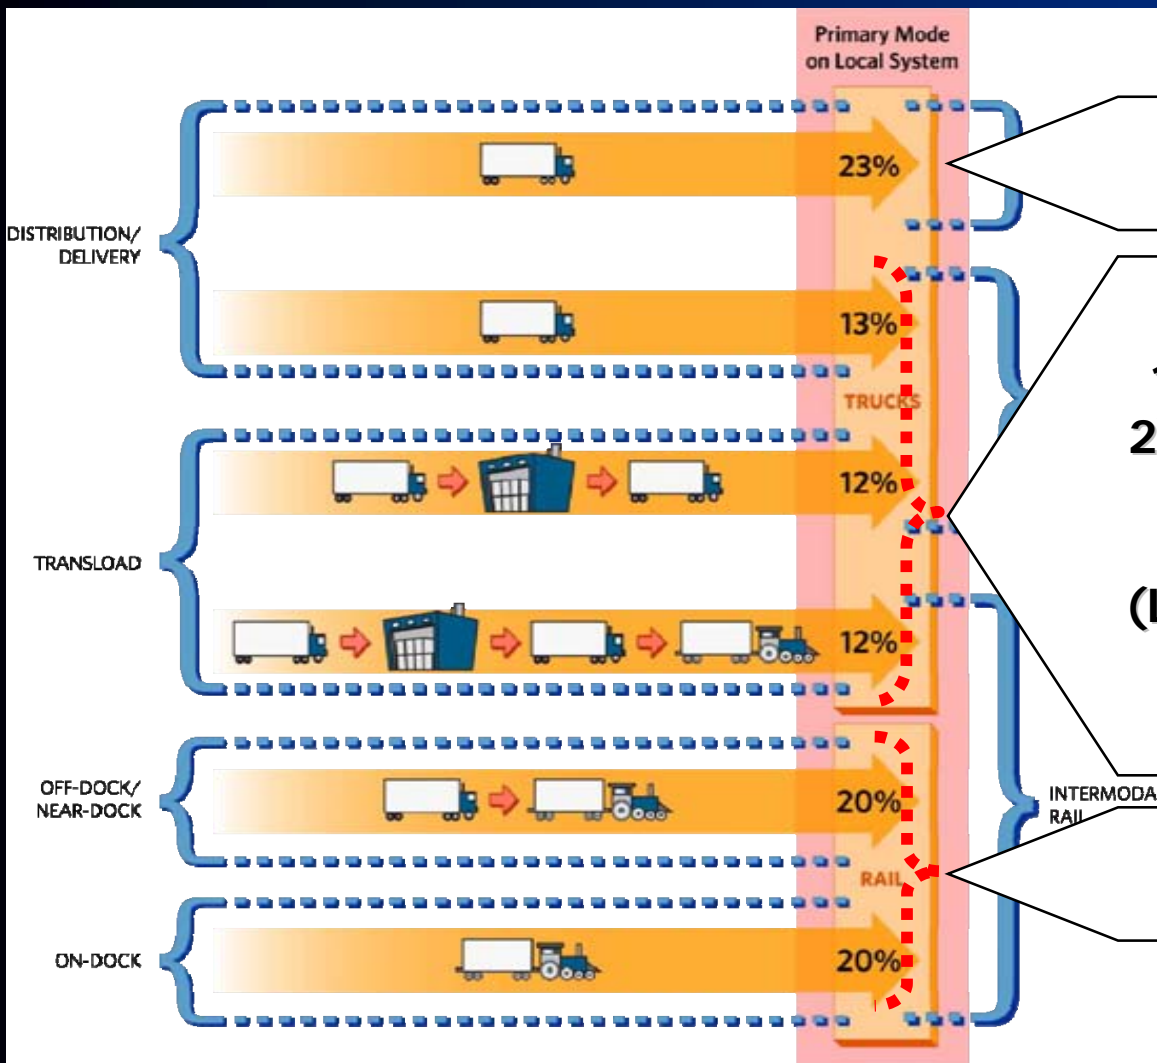 Primary Mode
on Local System
23%
DISTRIBUTION/
DELIVERY
13%
TRUCKS
2
12%
TRANSLOAD
(
12%
OFF-DOCK/
NEAR-DOCK
20%
INTERMODA
RAIL
RAIL
ON-DOCK
20%